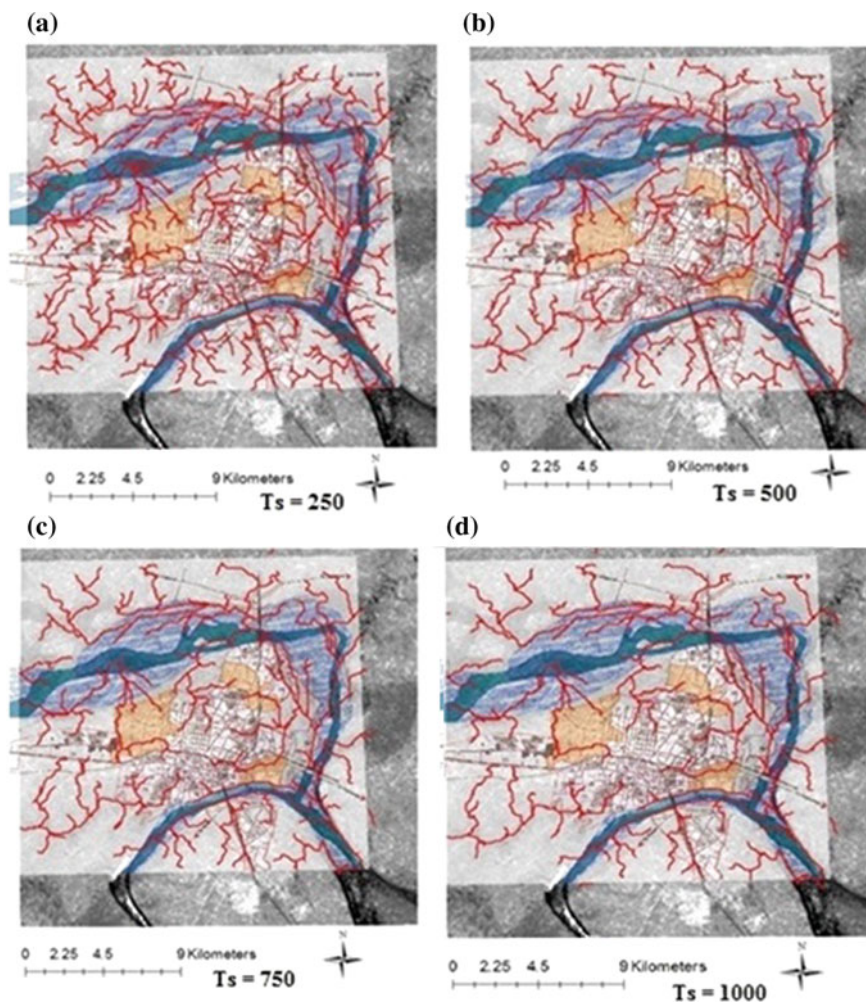 (a)
(b)
N
0 2.25 4.5 9 Kilometers
Ts = 250
N
0 2.25 4.5 9 Kilometers
Ts = 500
(c)
(d)
N
0 2.25 4.5 9 Kilometers
Ts = 750
N
0 2.25 4.5 9 Kilometers
Ts = 1000